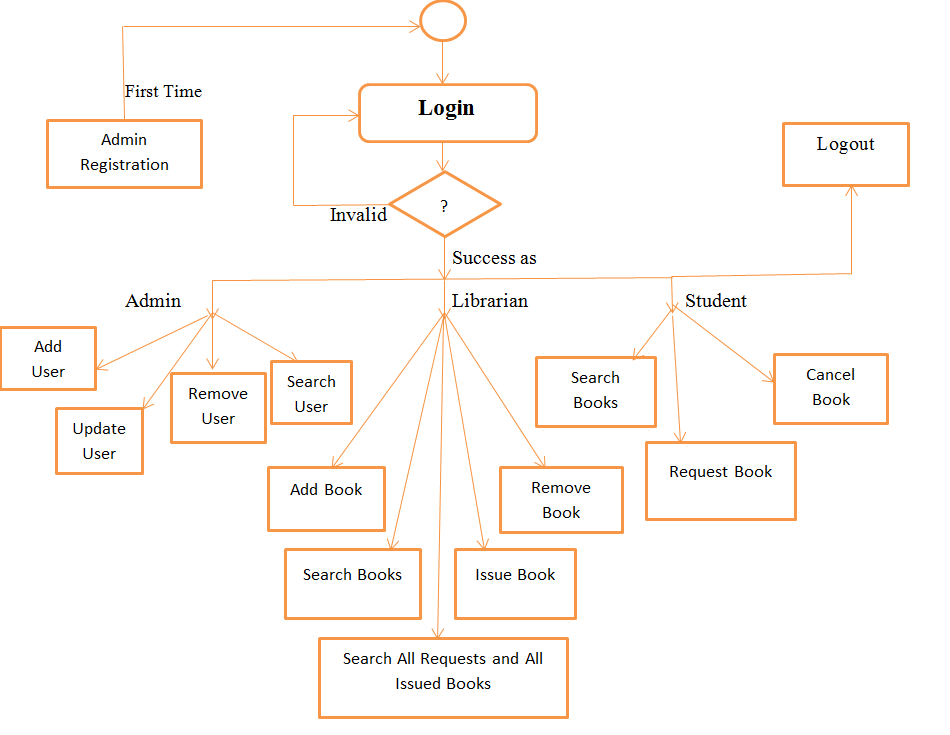 First Time
Admin
Registration
Login
Logout
?
Invalid
Success as
Admin
Librarian
Student
Add
User
Update
User
Remove
User
Search
User
Search
Books
Cancel
Book
Request Book
Add Book
Remove
Book
Search Books
Issue Book
Search All Requests and All
Issued Books